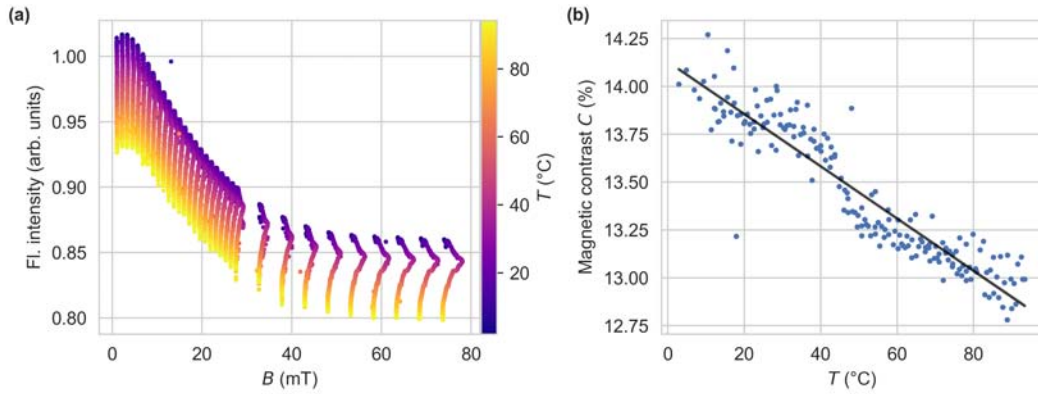 (a)
Fl. intensity (arb. units)
1.00
0.95
0.90
0.85
0.80
0 20 40 60 80
B (mT)
80
60
40
20
T (°C)
(b)
Magnetic contrast C (%)
14.25
14.00
13.75
13.50
13.25
13.00
12.75
20 40 60 80
T (°C)